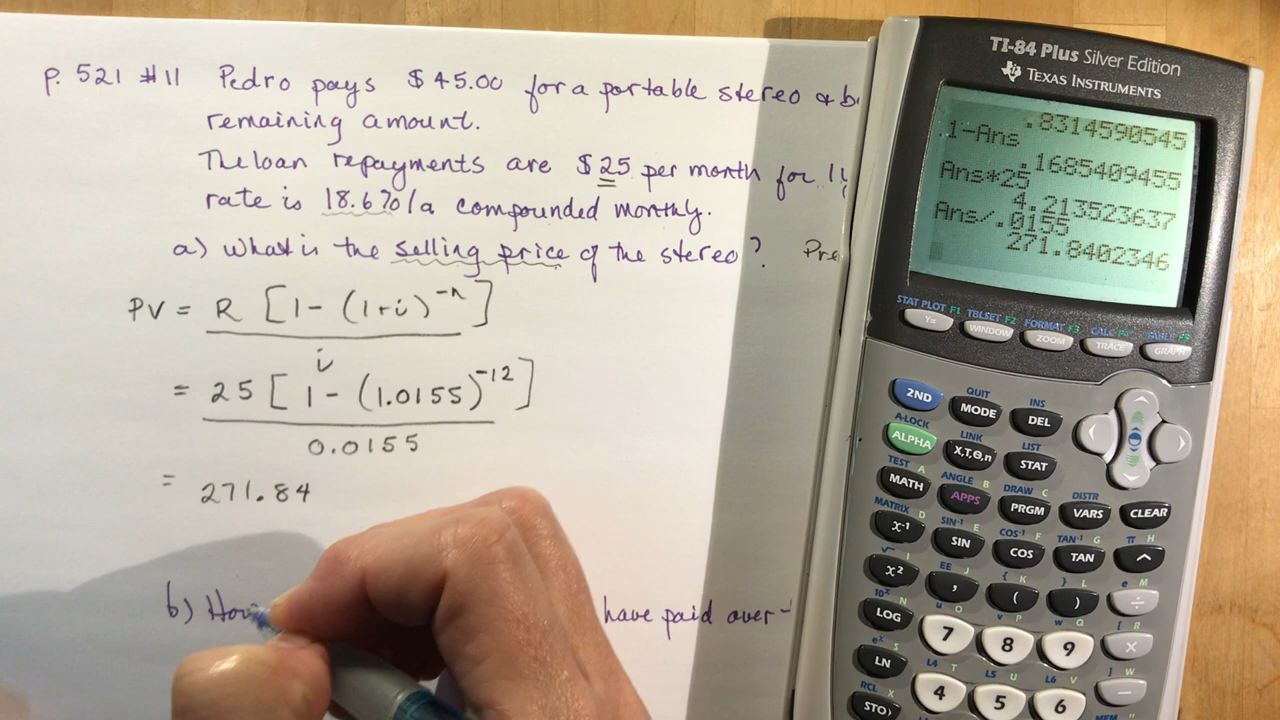 p. 521 #11 Pedro pays $45.00 for a portable stereo & b
remaining amount.
The loan repayments are $25 per month for
rate is 18.6%/a compounded monthly.
a) What is the selling price of the stereo? Pre
PV = R [1 - (1+i)^-n]
i
= 25 [1 - (1.0155)^-12]
0.0155
= 271.84
b) How have paid over
TI-84 Plus Silver Edition
TEXAS INSTRUMENTS
.8314590545
1-Ans
.1685409455
Ans*25
4.213523637
Ans/.0155
271.8402346
STAT PLOT F1 TBLSET F2 FORMAT F3 CALC F4 TABLE F5
Y= WINDOW ZOOM TRACE GRAPH
QUIT INS
2ND MODE DEL
A-LOCK LINK LIST
ALPHA X,T,Θ,n STAT
TEST A ANGLE B DRAW C DISTR
MATH APPS PRGM VARS CLEAR
MATRIX D SIN⁻¹ E COS⁻¹ F TAN⁻¹ G π H
x⁻¹ SIN COS TAN ^
√ I EE J { K } L e M
x² , ( ) ÷
10ˣ N u O v P w Q [ R
LOG 7 8 9 ×
eˣ S L4 T L5 U L6 V ] W
LN 4 5 6 −
RCL X
STO›